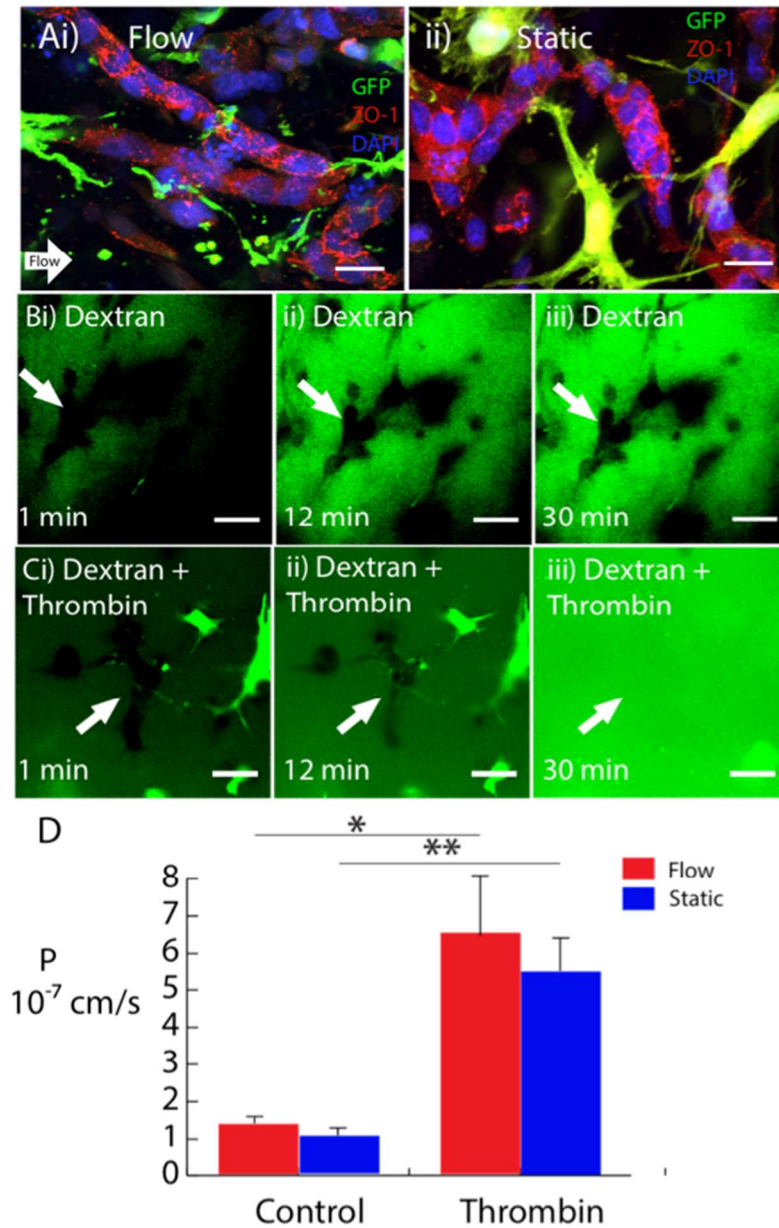 Ai) Flow
GFP
ZO-1
DAPI
Flow
ii) Static
GFP
ZO-1
DAPI
Bi) Dextran
1 min
ii) Dextran
12 min
iii) Dextran
30 min
Ci) Dextran +
Thrombin
1 min
ii) Dextran +
Thrombin
12 min
iii) Dextran +
Thrombin
30 min
D
*
**
Flow
Static
P
10⁻⁷ cm/s
8
7
6
5
4
3
2
1
0
Control
Thrombin